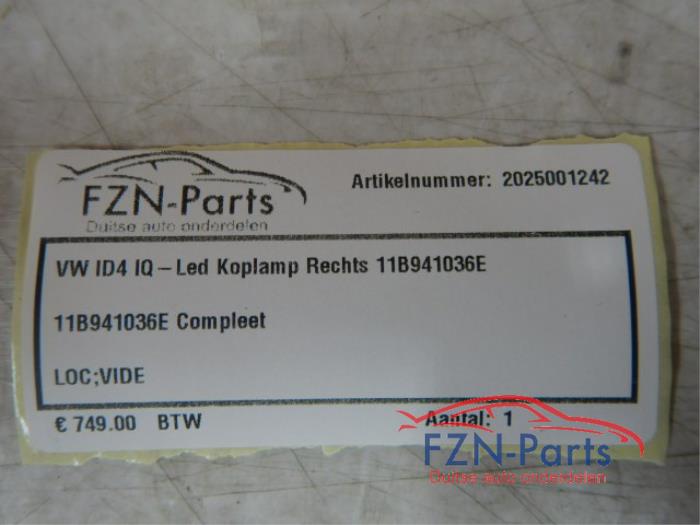 FZN-Parts
Duitse auto onderdelen
Artikelnummer: 2025001242
VW ID4 IQ – Led Koplamp Rechts 11B941036E
11B941036E Compleet
LOC;VIDE
€ 749.00 BTW
Aantal: 1
FZN-Parts
Duitse auto onderdelen